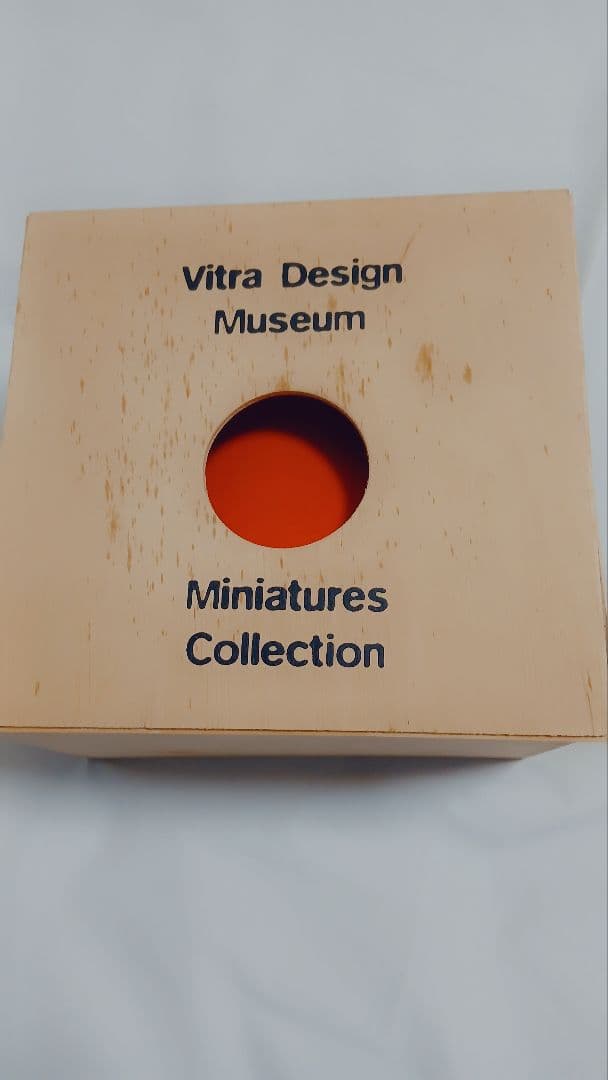 Vitra Design
Museum
Miniatures
Collection